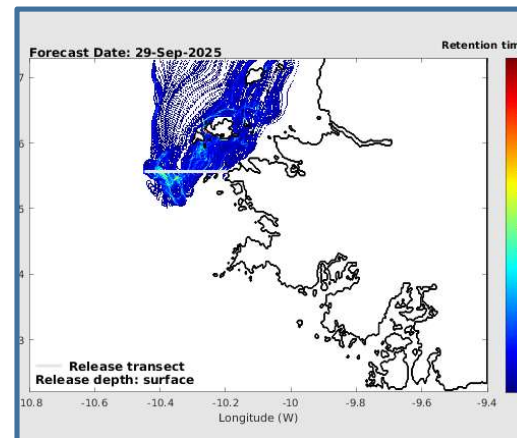 Forecast Date: 29-Sep-2025
Retention tim
7
6
5
4
3
Release transect
Release depth: surface
10.8 -10.6 -10.4 -10.2 -10 -9.8 -9.6 -9.4
Longitude (W)